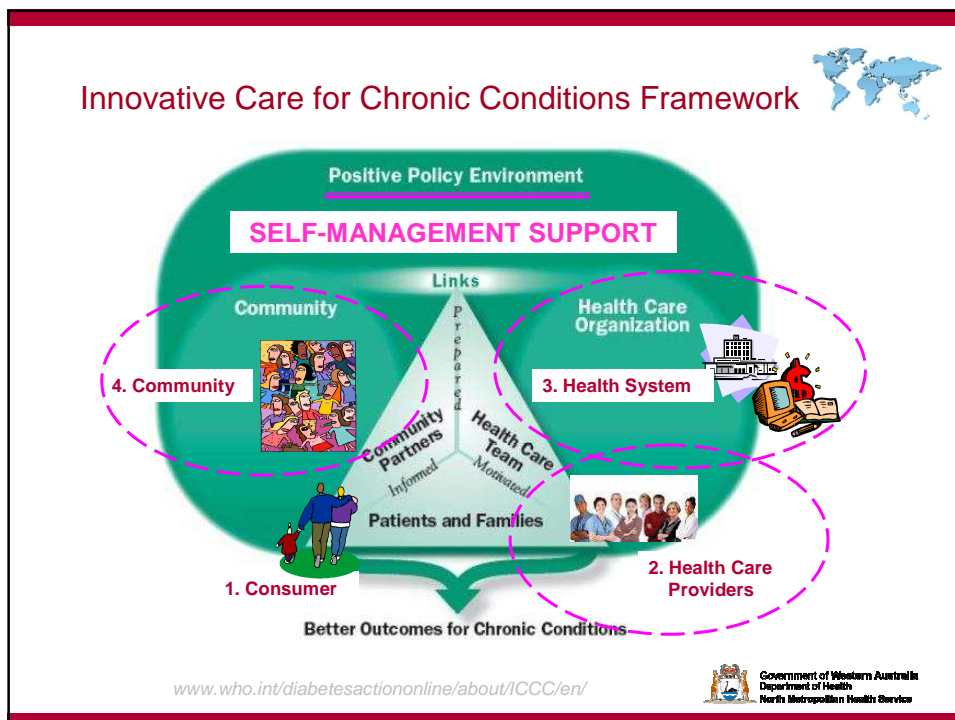 Innovative Care for Chronic Conditions Framework
Positive Policy Environment
SELF-MANAGEMENT SUPPORT
Links
Community
Health Care
Organization
Prepared
4. Community
3. Health System
Community
Partners
Health Care
Team
Informed
Motivated
Patients and Families
1. Consumer
2. Health Care
Providers
Better Outcomes for Chronic Conditions
www.who.int/diabetesactiononline/about/ICCC/en/
Government of Western Australia
Department of Health
North Metropolitan Health Service